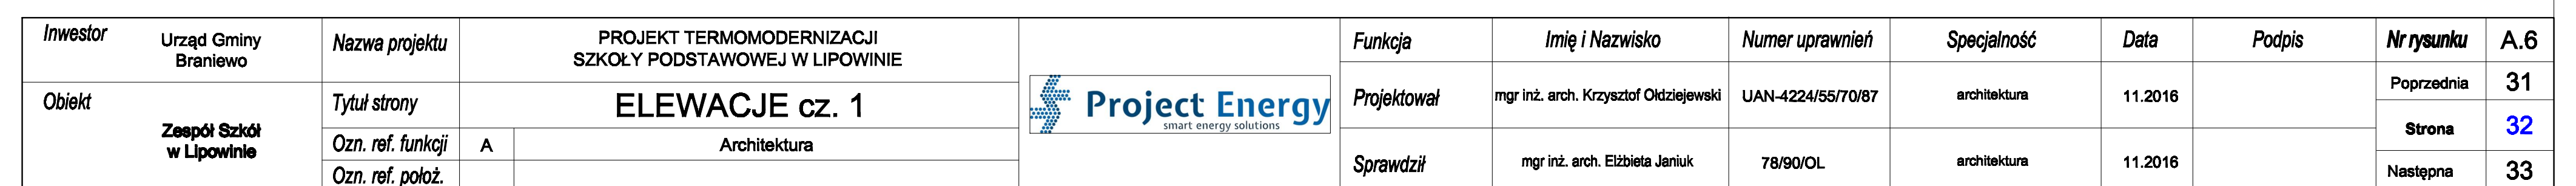 Inwestor
Urząd Gminy
Braniewo
Obiekt
Zespół Szkół
w Lipowinie
Nazwa projektu
PROJEKT TERMOMODERNIZACJI
SZKOŁY PODSTAWOWEJ W LIPOWINIE
Tytuł strony
ELEWACJE cz. 1
Ozn. ref. funkcji
A
Architektura
Ozn. ref. położ.
Project Energy
smart energy solutions
Funkcja
Imię i Nazwisko
Numer uprawnień
Specjalność
Data
Podpis
Projektował
mgr inż. arch. Krzysztof Ołdziejewski
UAN-4224/55/70/87
architektura
11.2016
Sprawdził
mgr inż. arch. Elżbieta Janiuk
78/90/OL
architektura
11.2016
Nr rysunku
A.6
Poprzednia
31
Strona
32
Następna
33